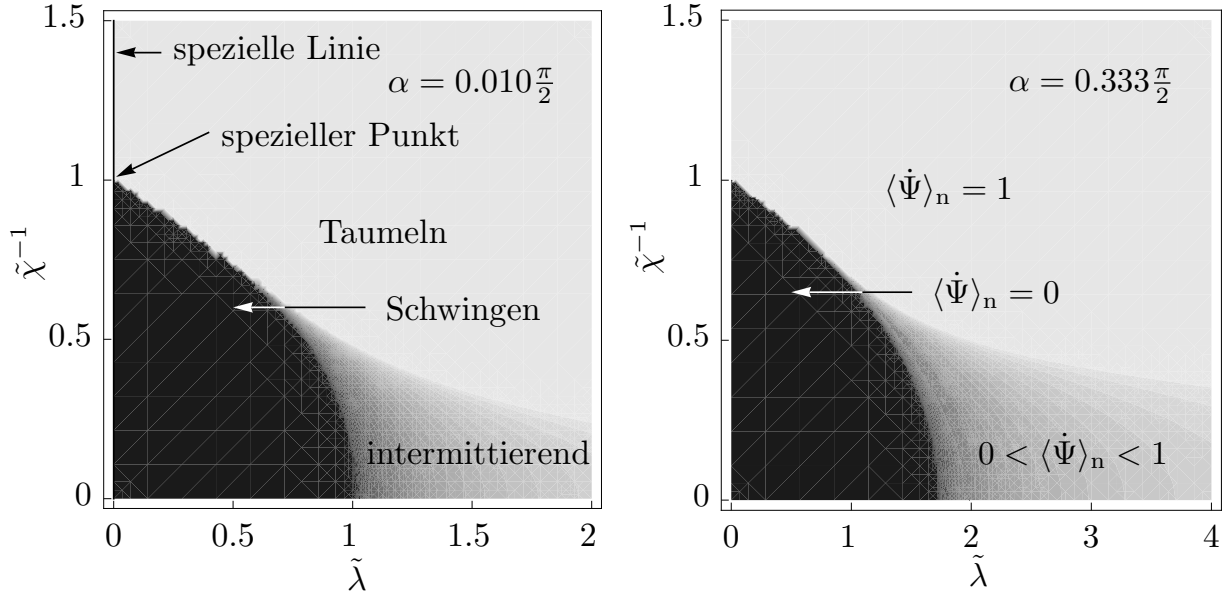 1.5
spezielle Linie
α = 0.010 π/2
spezieller Punkt
1
Taumeln
χ̃⁻¹
Schwingen
0.5
intermittierend
0
0 0.5 1 1.5 2
λ̃
1.5
α = 0.333 π/2
1
⟨Ψ̇⟩ₙ = 1
χ̃⁻¹
⟨Ψ̇⟩ₙ = 0
0.5
0 < ⟨Ψ̇⟩ₙ < 1
0
0 1 2 3 4
λ̃